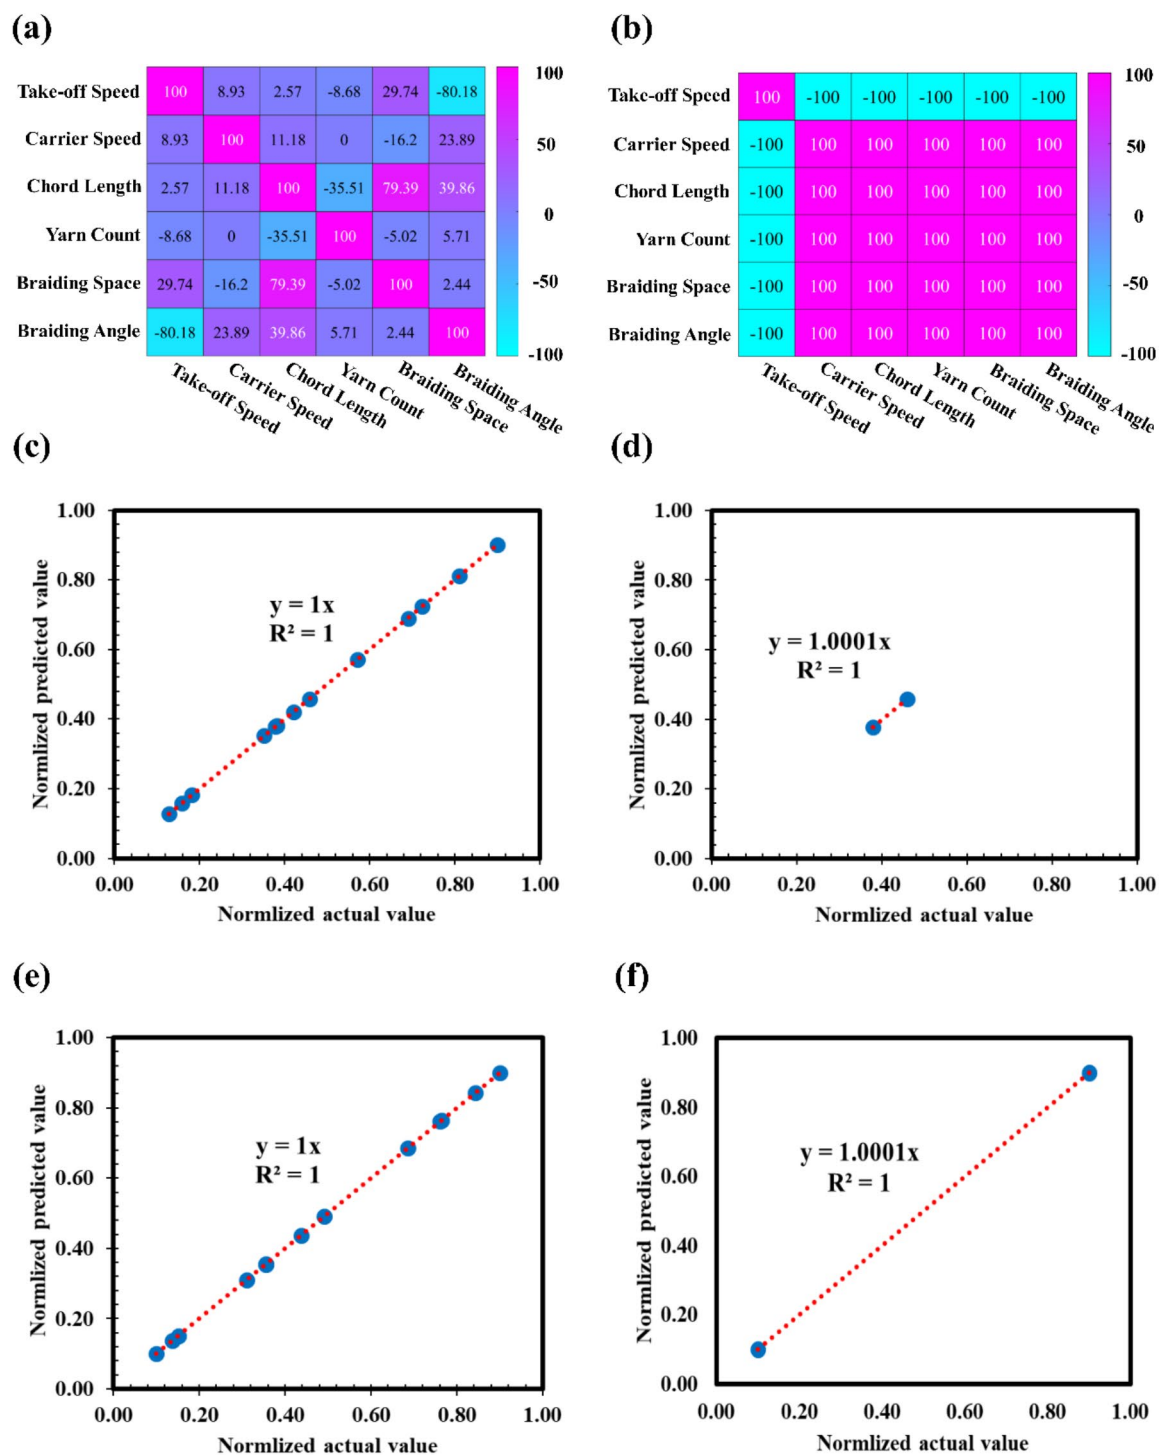 (a)
Take-off Speed 100 8.93 2.57 -8.68 29.74 -80.18
Carrier Speed 8.93 100 11.18 0 -16.2 23.89
Chord Length 2.57 11.18 100 -35.51 79.39 39.86
Yarn Count -8.68 0 -35.51 100 -5.02 5.71
Braiding Space 29.74 -16.2 79.39 -5.02 100 2.44
Braiding Angle -80.18 23.89 39.86 5.71 2.44 100
Take-off Speed
Carrier Speed
Chord Length
Yarn Count
Braiding Space
Braiding Angle
100
50
0
-50
-100
(b)
Take-off Speed 100 -100 -100 -100 -100 -100
Carrier Speed -100 100 100 100 100 100
Chord Length -100 100 100 100 100 100
Yarn Count -100 100 100 100 100 100
Braiding Space -100 100 100 100 100 100
Braiding Angle -100 100 100 100 100 100
Take-off Speed
Carrier Speed
Chord Length
Yarn Count
Braiding Space
Braiding Angle
100
50
0
-50
-100
(c)
Normlized predicted value
1.00
0.80
0.60
0.40
0.20
0.00
y = 1x
R² = 1
0.00 0.20 0.40 0.60 0.80 1.00
Normlized actual value
(d)
Normlized predicted value
1.00
0.80
0.60
0.40
0.20
0.00
y = 1.0001x
R² = 1
0.00 0.20 0.40 0.60 0.80 1.00
Normlized actual value
(e)
Normlized predicted value
1.00
0.80
0.60
0.40
0.20
0.00
y = 1x
R² = 1
0.00 0.20 0.40 0.60 0.80 1.00
Normlized actual value
(f)
Normlized predicted value
1.00
0.80
0.60
0.40
0.20
0.00
y = 1.0001x
R² = 1
0.00 0.20 0.40 0.60 0.80 1.00
Normlized actual value